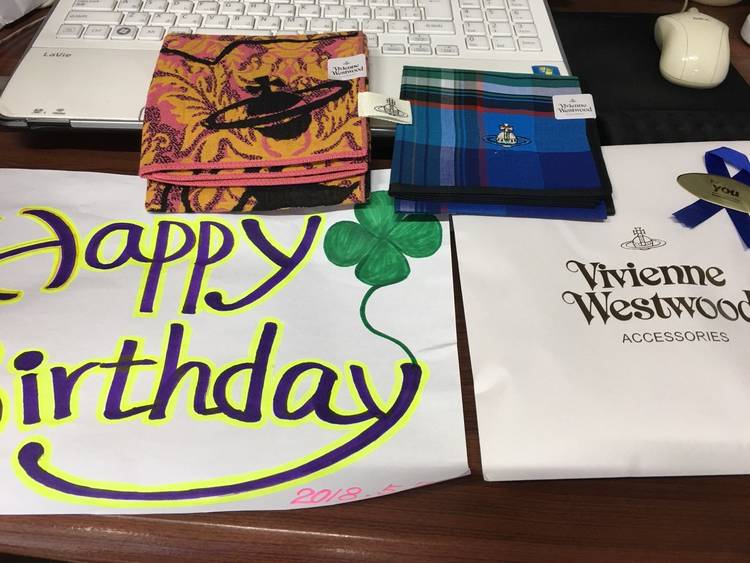 LaVie
Vivienne
Westwood
Vivienne
Westwood
YOU
Happy
Birthday
2018.5.
Vivienne
Westwood
ACCESSORIES